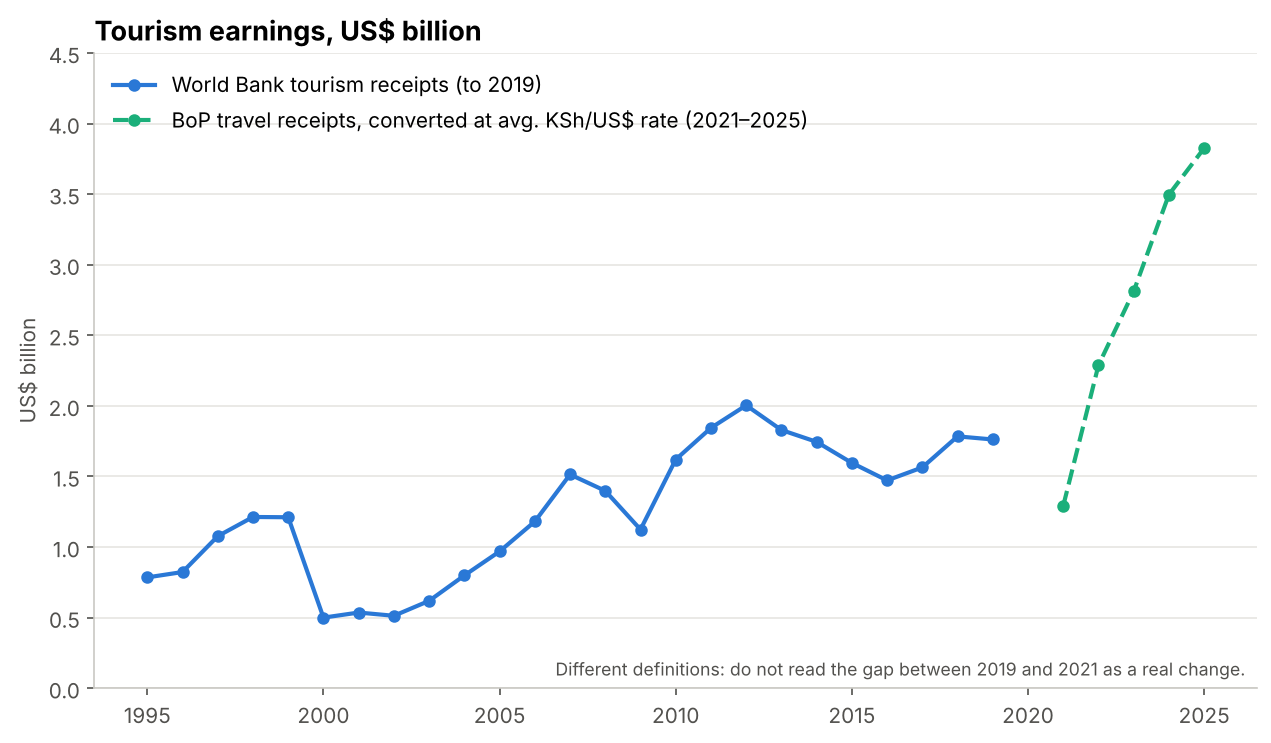 Tourism earnings, US$ billion
World Bank tourism receipts (to 2019)
BoP travel receipts, converted at avg. KSh/US$ rate (2021–2025)
US$ billion
4.5
4.0
3.5
3.0
2.5
2.0
1.5
1.0
0.5
0.0
Different definitions: do not read the gap between 2019 and 2021 as a real change.
1995 2000 2005 2010 2015 2020 2025